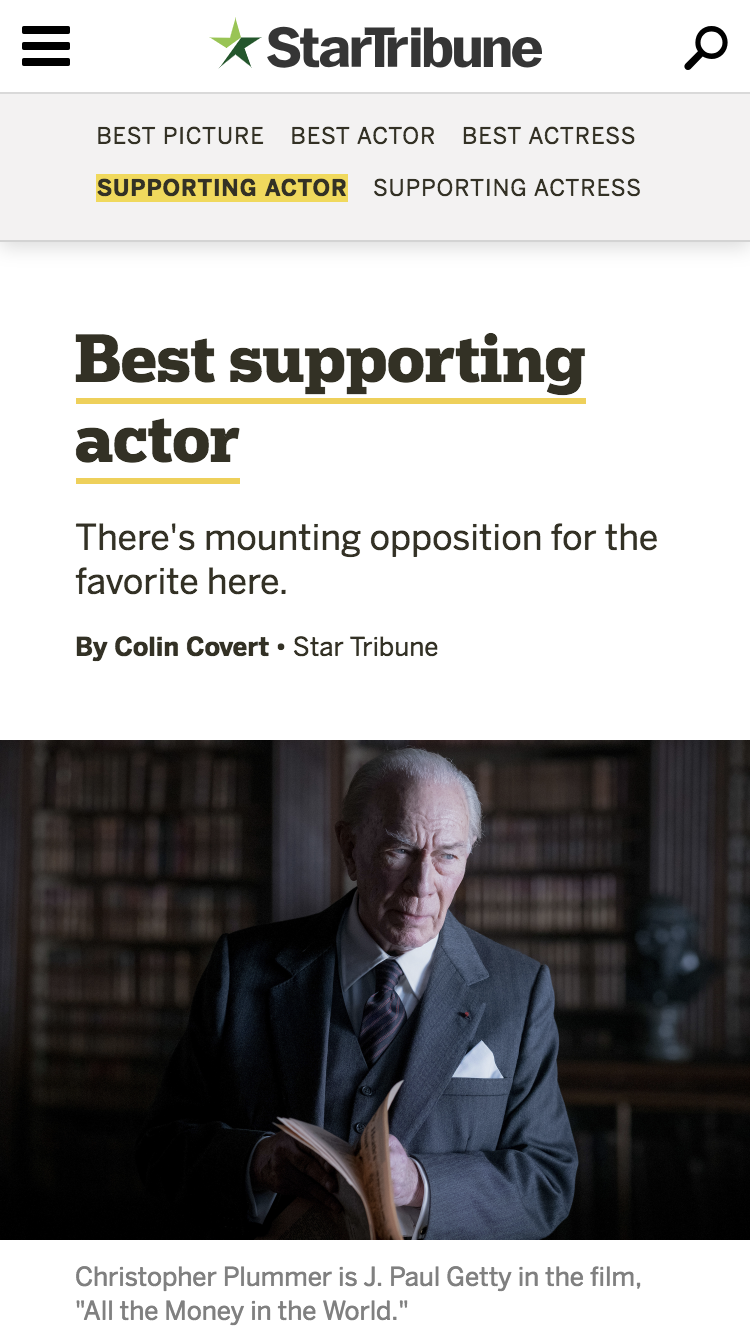 StarTribune
BEST PICTURE BEST ACTOR BEST ACTRESS
SUPPORTING ACTOR SUPPORTING ACTRESS
Best supporting
actor
There's mounting opposition for the
favorite here.
By Colin Covert • Star Tribune
Christopher Plummer is J. Paul Getty in the film,
"All the Money in the World."